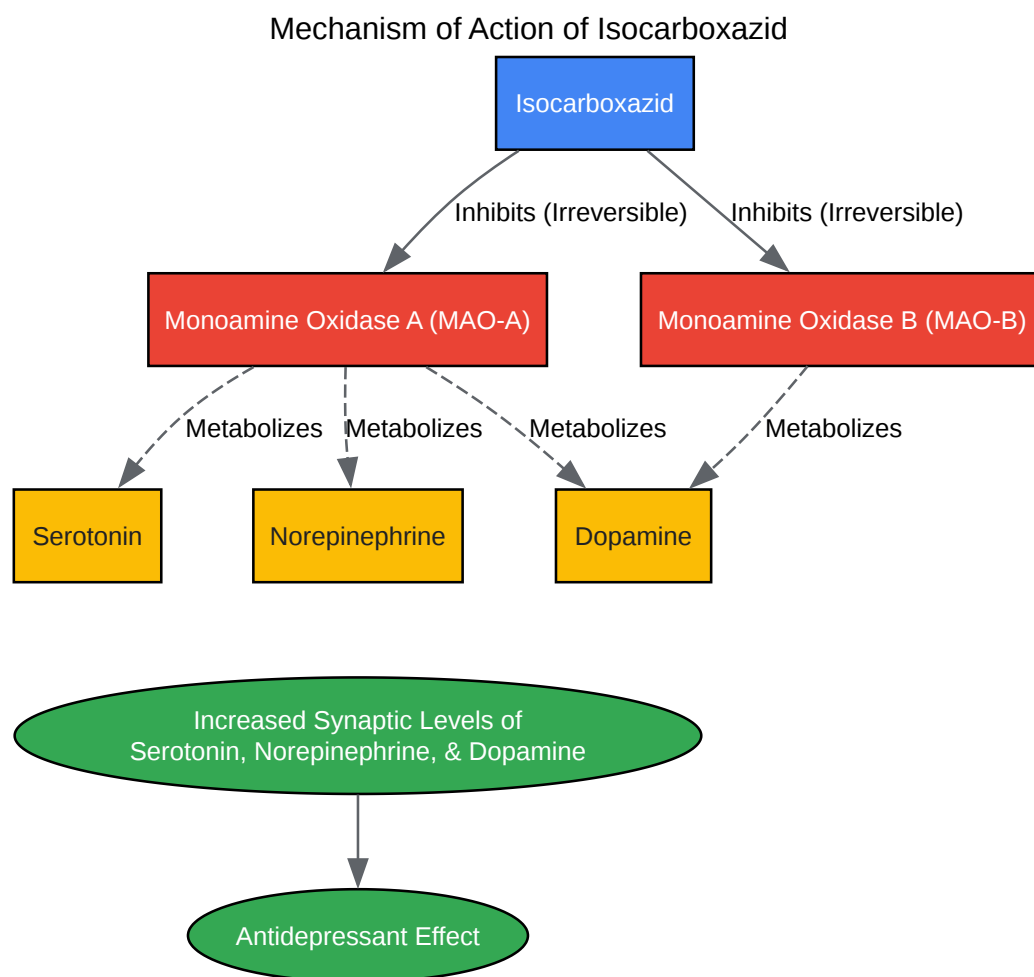 Mechanism of Action of Isocarboxazid
Isocarboxazid
Inhibits (Irreversible)
Inhibits (Irreversible)
Monoamine Oxidase A (MAO-A)
Monoamine Oxidase B (MAO-B)
Metabolizes
Metabolizes
Metabolizes
Metabolizes
Serotonin
Norepinephrine
Dopamine
Increased Synaptic Levels of
Serotonin, Norepinephrine, & Dopamine
Antidepressant Effect